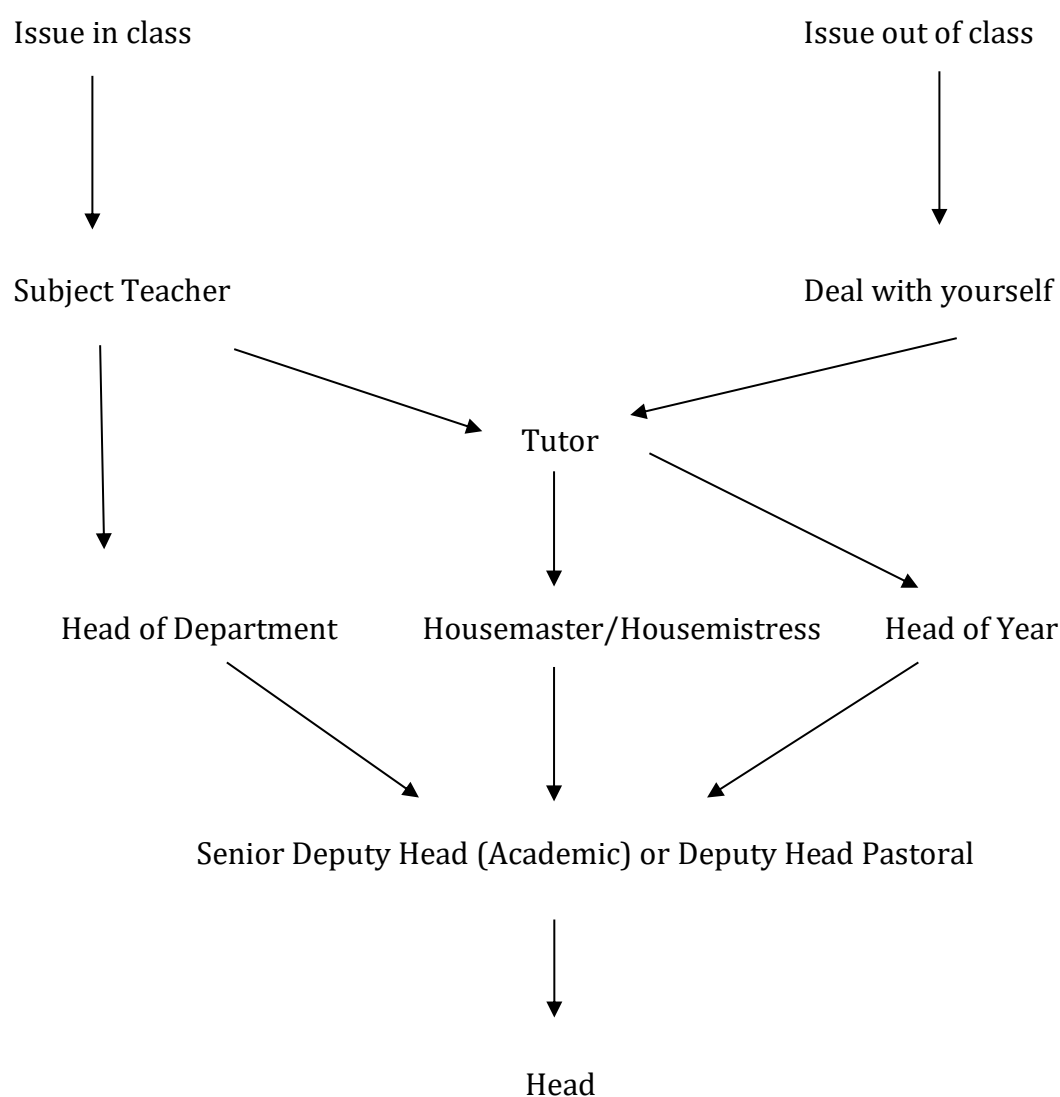 Issue in class
Issue out of class
Subject Teacher
Deal with yourself
Tutor
Head of Department
Housemaster/Housemistress
Head of Year
Senior Deputy Head (Academic) or Deputy Head Pastoral
Head